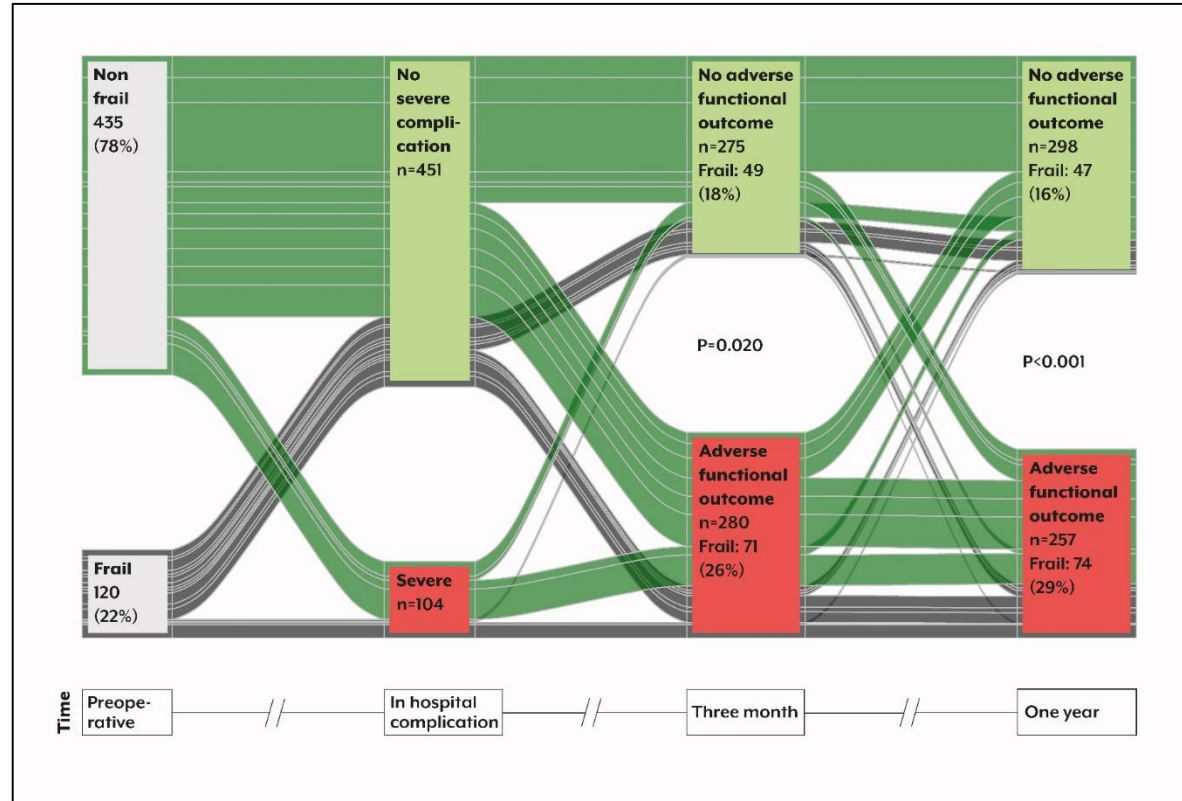 Non
frail
435
(78%)
Frail
120
(22%)
No
severe
compli-
cation
n=451
Severe
n=104
No adverse
functional
outcome
n=275
Frail: 49
(18%)
P=0.020
Adverse
functional
outcome
n=280
Frail: 71
(26%)
No adverse
functional
outcome
n=298
Frail: 47
(16%)
P<0.001
Adverse
functional
outcome
n=257
Frail: 74
(29%)
Time
Preope-
rative
In hospital
complication
Three month
One year